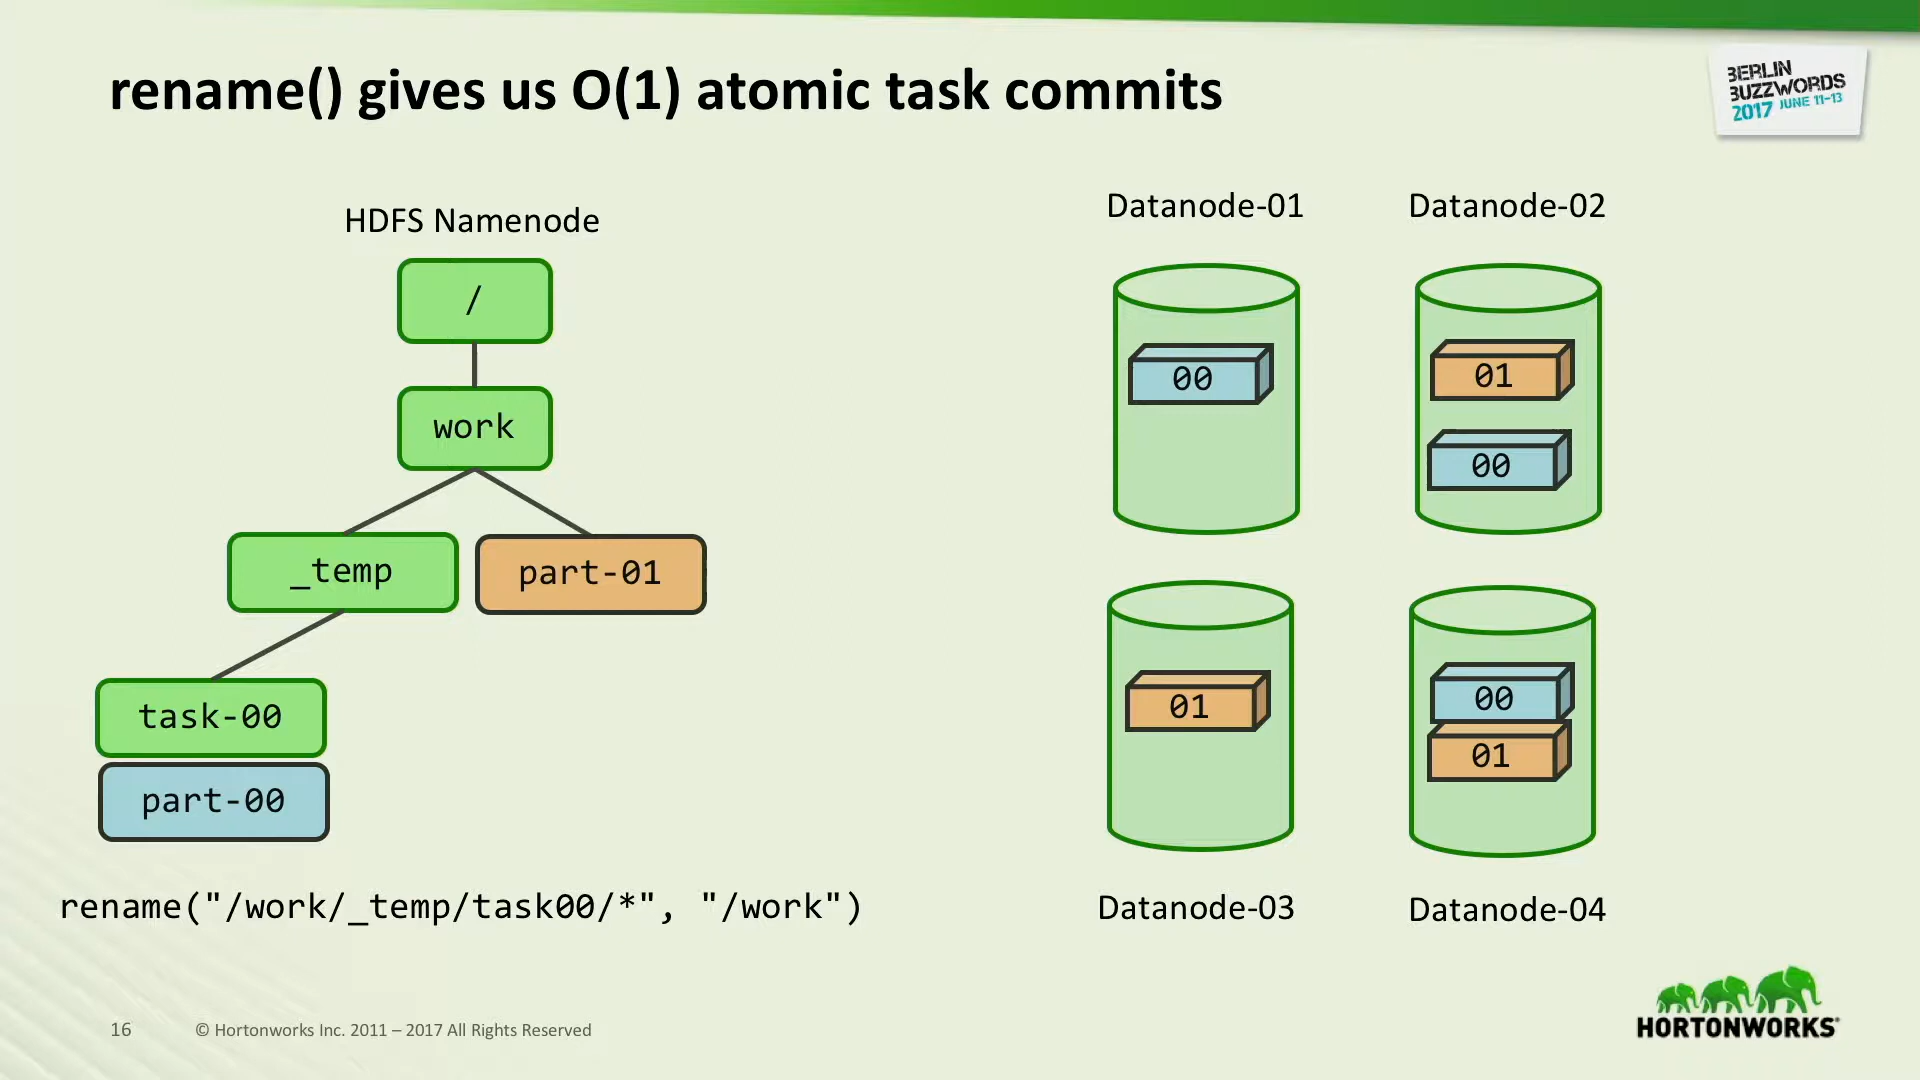 rename() gives us O(1) atomic task commits
BERLIN
BUZZWORDS
2017 JUNE 11-13
HDFS Namenode
/
work
_temp
part-01
task-00
part-00
rename("/work/_temp/task00/*", "/work")
Datanode-01
00
Datanode-02
01
00
01
Datanode-03
00
01
Datanode-04
16
© Hortonworks Inc. 2011 – 2017 All Rights Reserved
HORTONWORKS